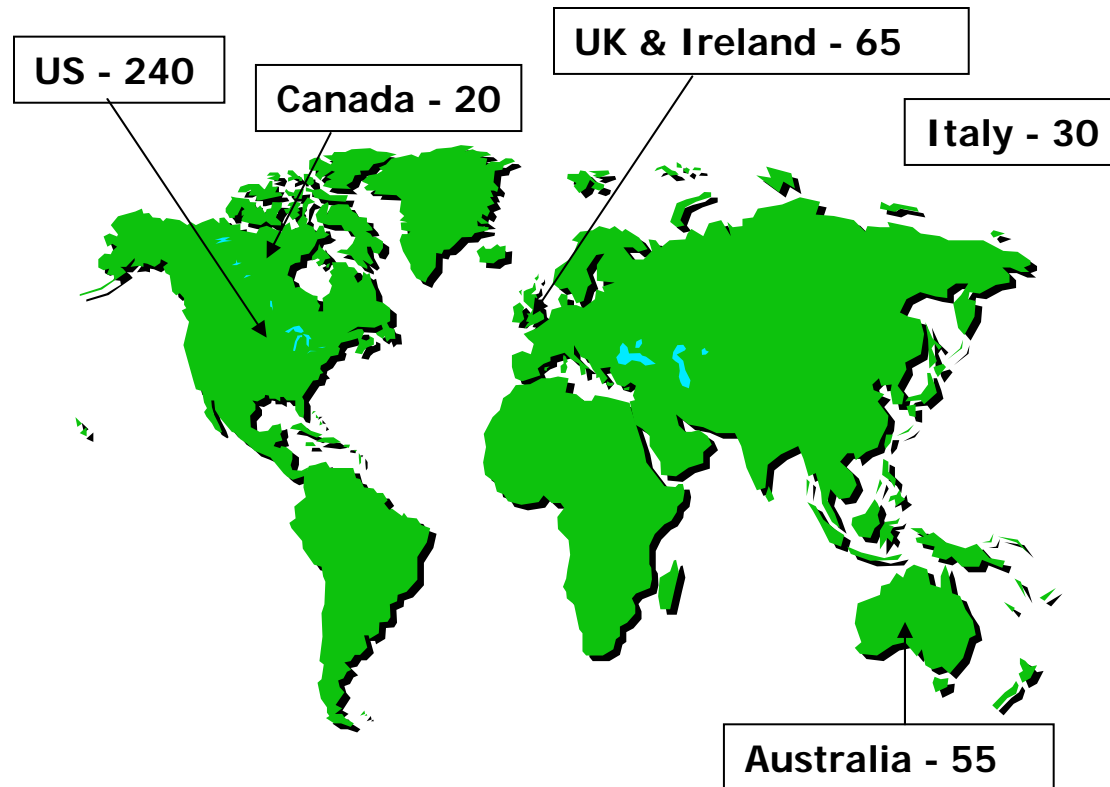 UK & Ireland - 65
US - 240
Canada - 20
Italy - 30
Australia - 55